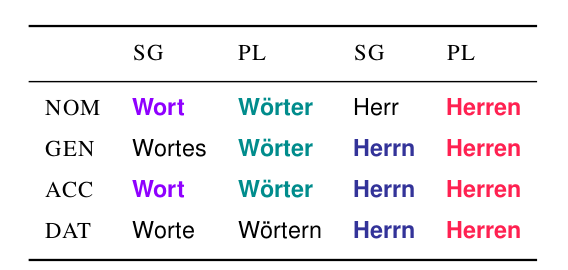 SG PL SG PL
NOM Wort Wörter Herr Herren
GEN Wortes Wörter Herrn Herren
ACC Wort Wörter Herrn Herren
DAT Worte Wörtern Herrn Herren